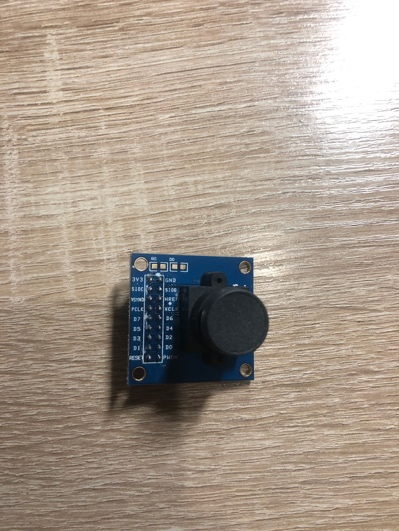 3V3 GND
SIOC SIOD
VSYNC HREF
PCLK XCLK
D7 D6
D5 D4
D3 D2
D1 D0
RESET PWDN